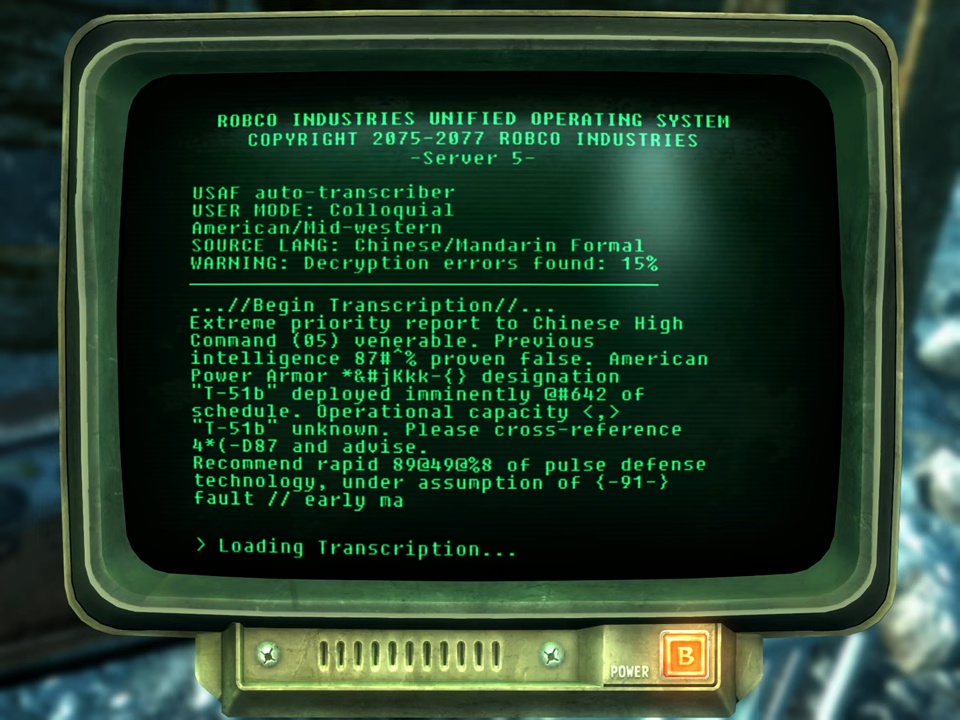 ROBCO INDUSTRIES UNIFIED OPERATING SYSTEM
COPYRIGHT 2075-2077 ROBCO INDUSTRIES
-Server 5-
USAF auto-transcriber
USER MODE: Colloquial
American/Mid-western
SOURCE LANG: Chinese/Mandarin Formal
WARNING: Decryption errors found: 15%
...//Begin Transcription//...
Extreme priority report to Chinese High
Command (05) venerable. Previous
intelligence 87#^% proven false. American
Power Armor *&#jKkk-{} designation
"T-51b" deployed imminently @#642 of
schedule. Operational capacity <,>
"T-51b" unknown. Please cross-reference
4*(-D87 and advise.
Recommend rapid 89@49@%8 of pulse defense
technology, under assumption of {-91-}
fault // early ma
> Loading Transcription...
POWER
B